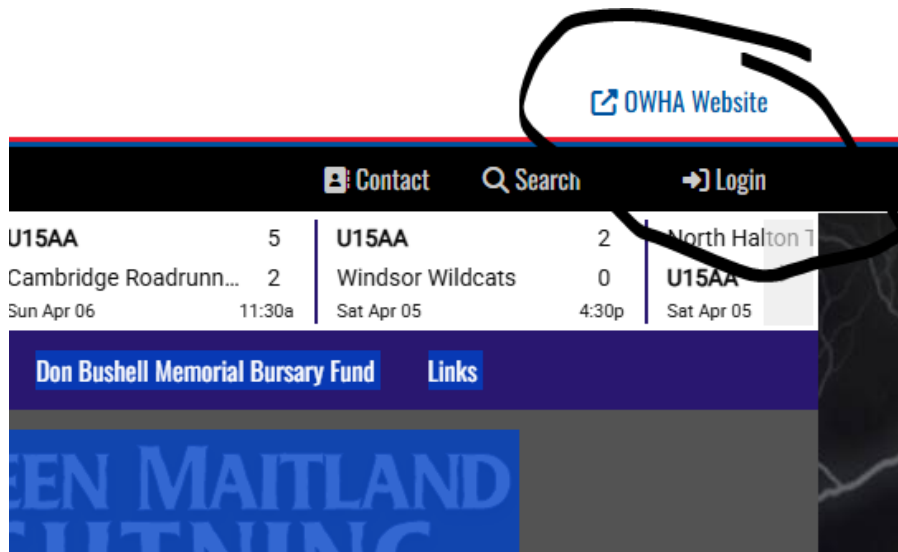 OWHA Website
Contact Search Login
U15AA 5 U15AA 2 North Halton T
Cambridge Roadrunn... 2 Windsor Wildcats 0 U15AA
Sun Apr 06 11:30a Sat Apr 05 4:30p Sat Apr 05
Don Bushell Memorial Bursary Fund Links
EEN MAITLAND
GHTNING